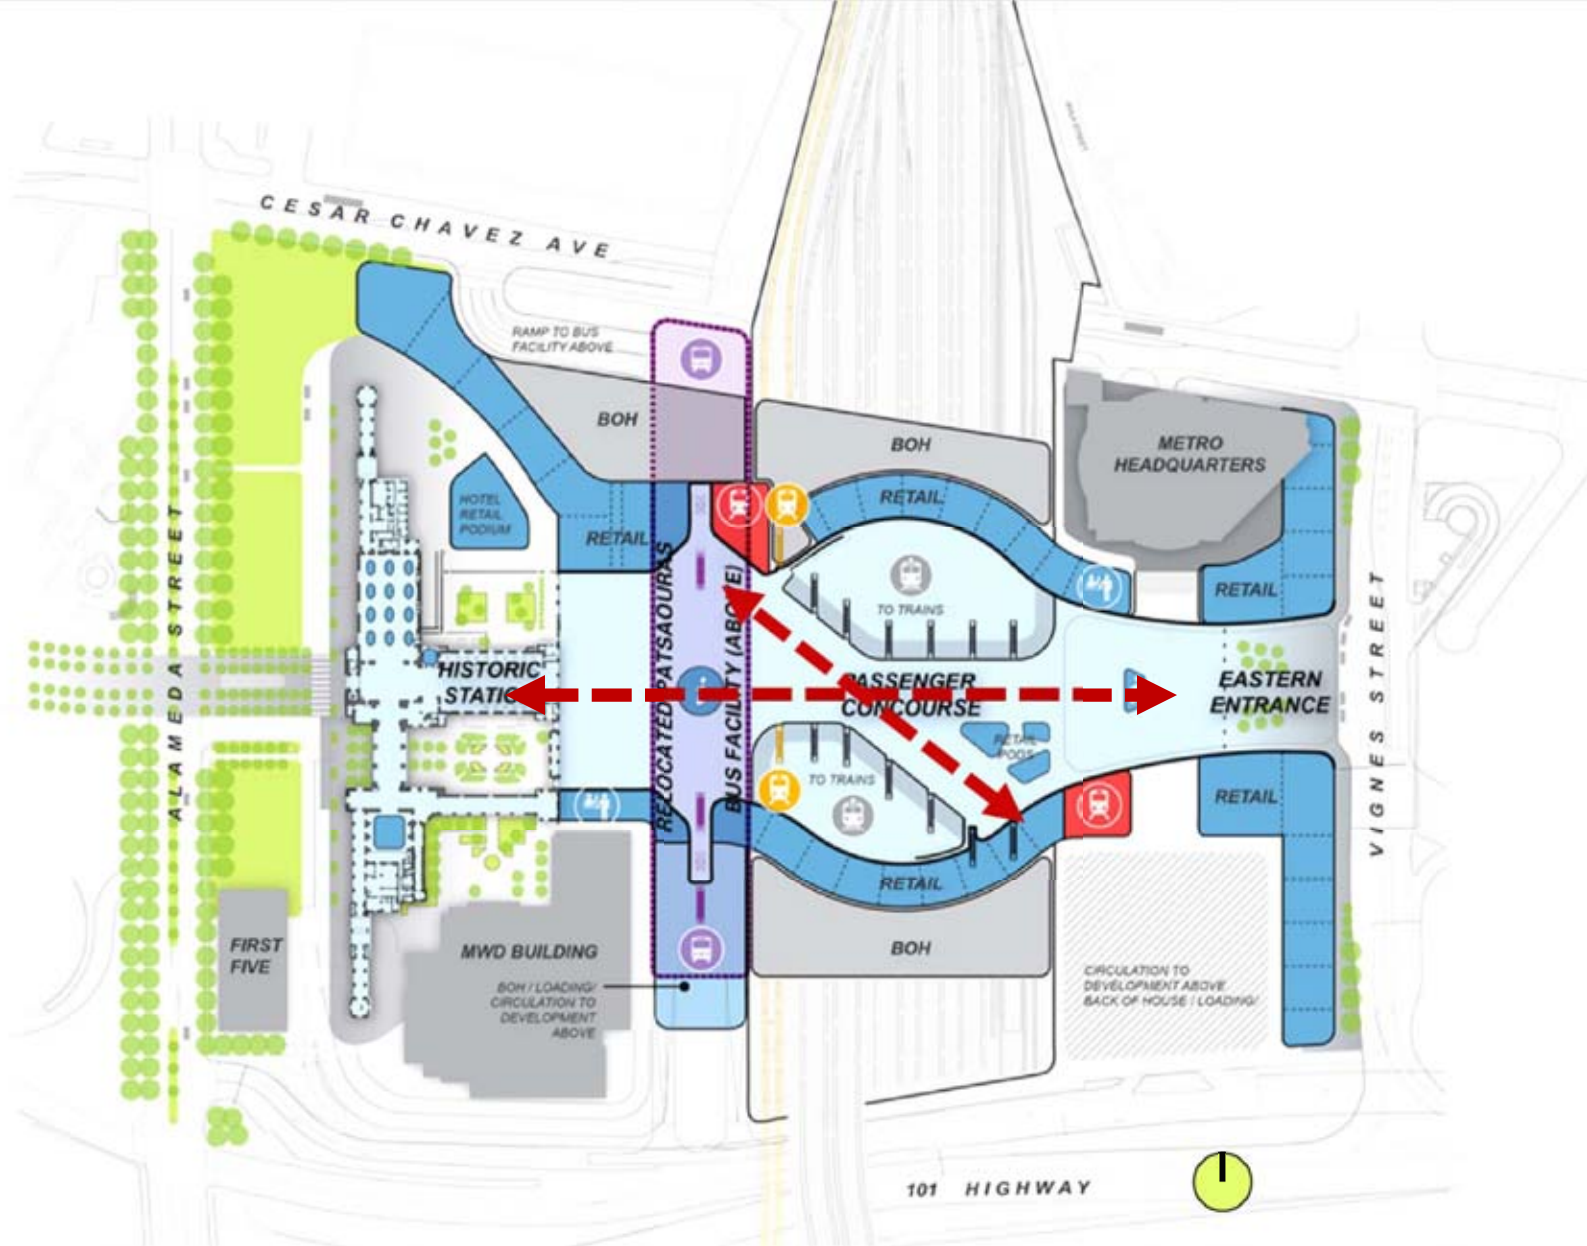 CESAR CHAVEZ AVE
RAMP TO BUS
FACILITY ABOVE
BOH
BOH
METRO
HEADQUARTERS
HOTEL
RETAIL
PODIUM
RETAIL
RETAIL
RETAIL
TO TRAINS
ALAMEDA STREET
RELOCATED PATSAOURAS
BUS FACILITY (ABOVE)
VIGNES STREET
HISTORIC
STATIO
i
PASSENGER
CONCOURSE
EASTERN
ENTRANCE
RETAIL
PODS
TO TRAINS
RETAIL
RETAIL
BOH
FIRST
FIVE
MWD BUILDING
BOH / LOADING/
CIRCULATION TO
DEVELOPMENT
ABOVE
CIRCULATION TO
DEVELOPMENT ABOVE
BACK OF HOUSE / LOADING/
101 HIGHWAY